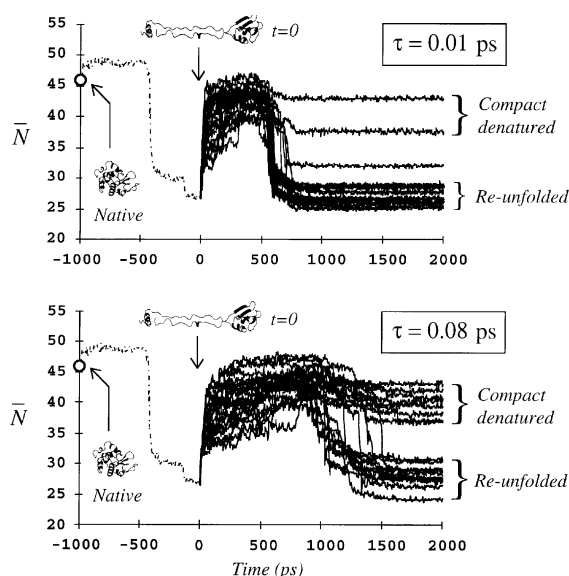 55
50
45
40
35
30
25
20
N̅
t=0
τ = 0.01 ps
Native
Compact
denatured
Re-unfolded
-1000 -500 0 500 1000 1500 2000
55
50
45
40
35
30
25
20
N̅
t=0
τ = 0.08 ps
Native
Compact
denatured
Re-unfolded
-1000 -500 0 500 1000 1500 2000
Time (ps)